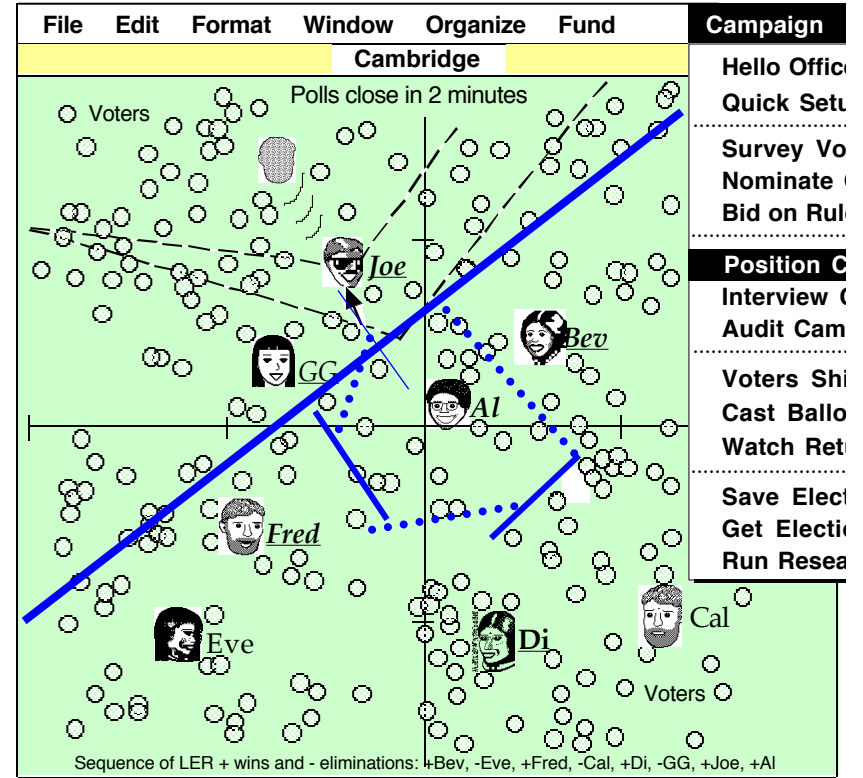 File Edit Format Window Organize Fund Campaign
Cambridge
Hello Office
Polls close in 2 minutes
Quick Setu
Voters
Survey Vo
Nominate
Bid on Rul
Joe
Position C
Interview
Bev
Audit Cam
GG
Voters Shi
Al
Cast Ballo
Watch Retu
Save Elect
Fred
Get Electio
Run Resea
Cal
Eve
Di
Voters
Sequence of LER + wins and - eliminations: +Bev, -Eve, +Fred, -Cal, +Di, -GG, +Joe, +Al